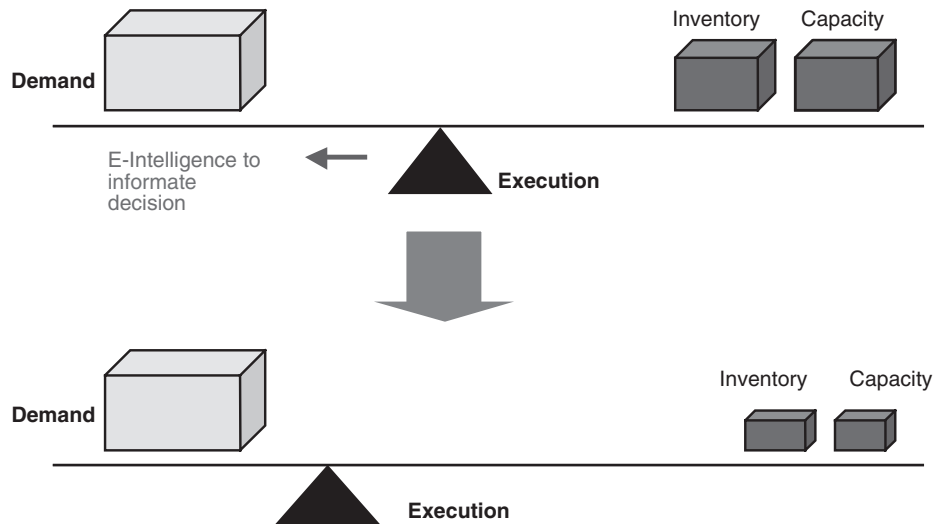 Inventory Capacity
Demand
E-Intelligence to
informate
decision
Execution
Inventory Capacity
Demand
Execution